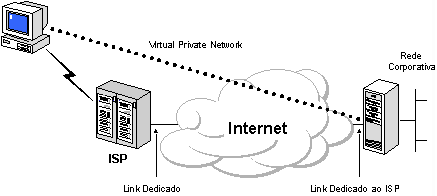 Virtual Private Network
Rede
Corporativa
Internet
ISP
Link Dedicado
Link Dedicado ao ISP